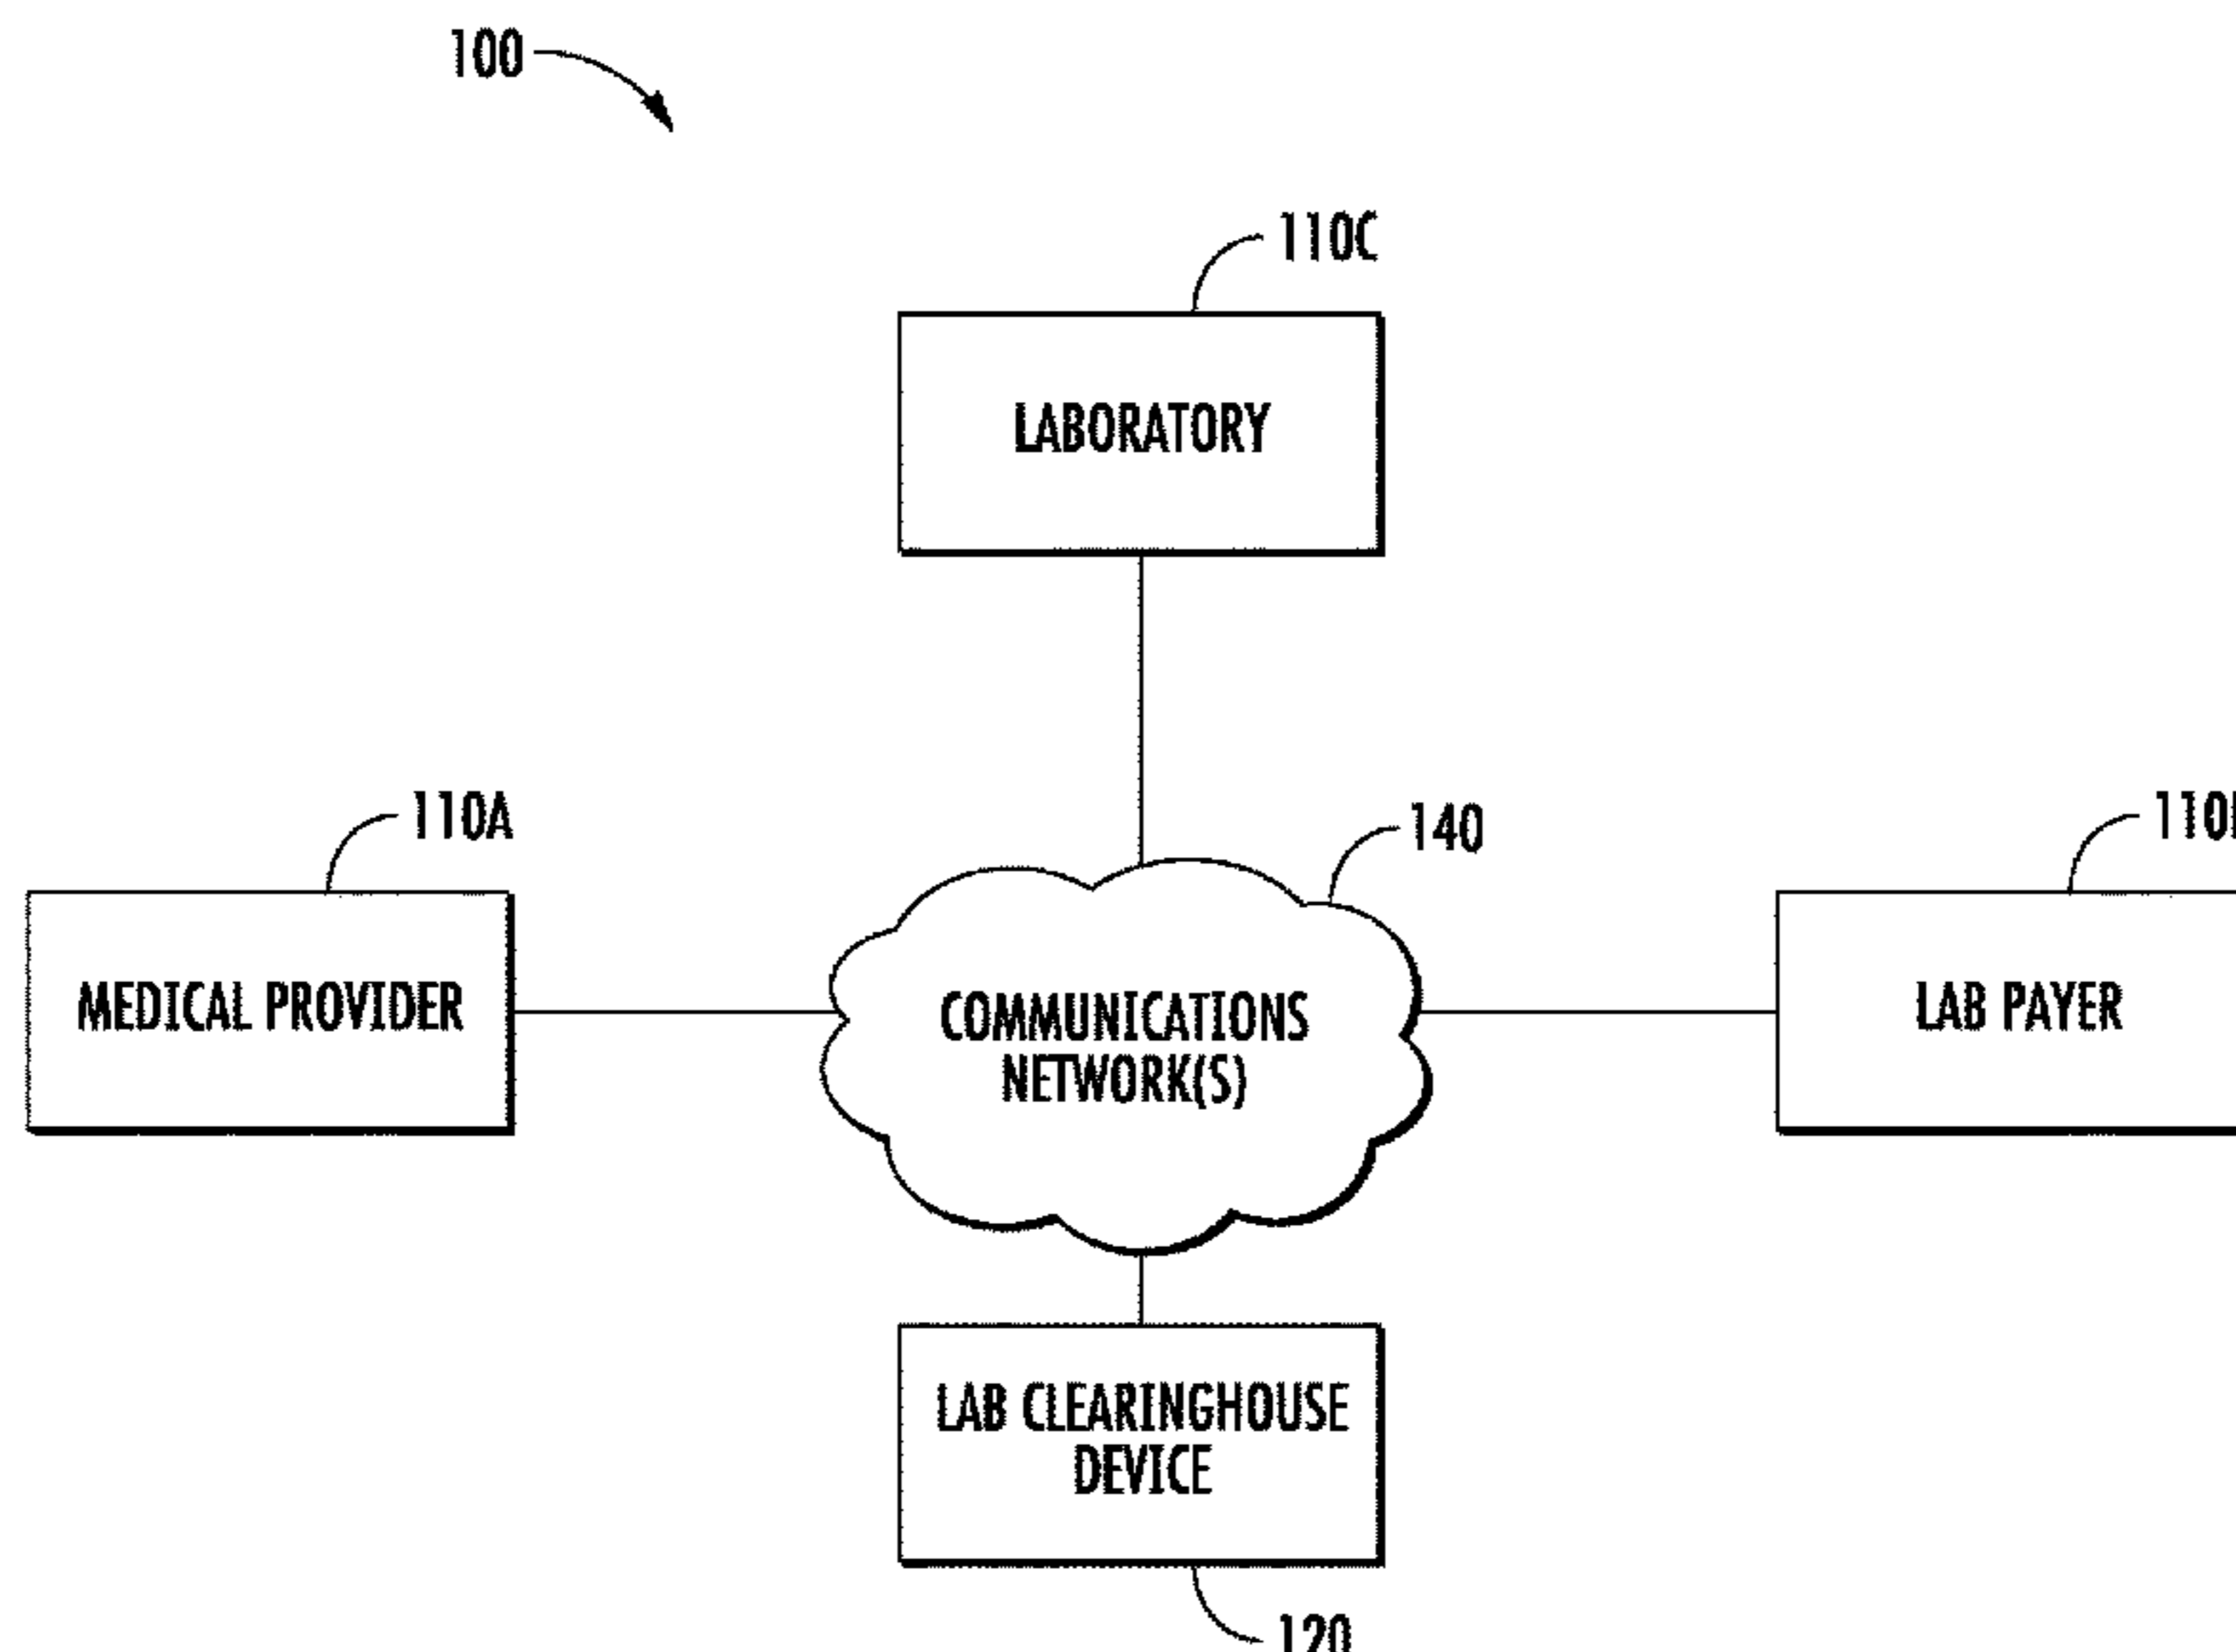 100
110C
LABORATORY
110A
140
MEDICAL PROVIDER
COMMUNICATIONS
NETWORK(S)
LAB PAYER
LAB CLEARINGHOUSE
DEVICE
120